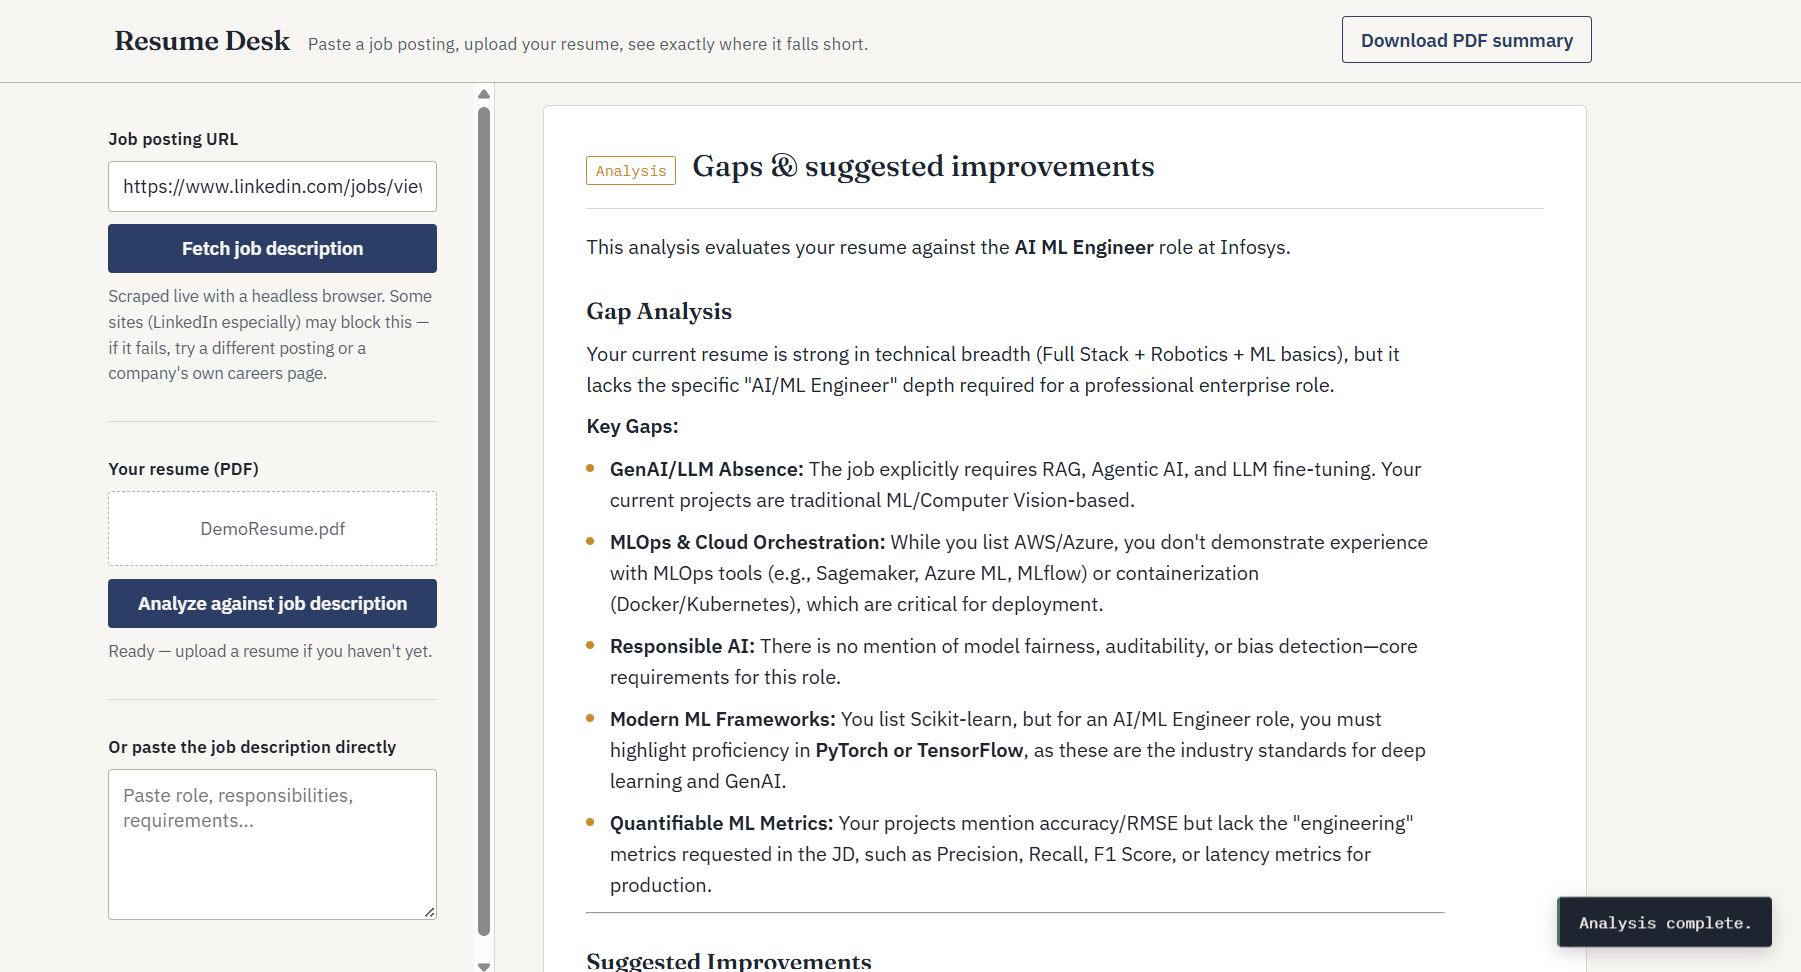 Resume Desk
Paste a job posting, upload your resume, see exactly where it falls short.
Download PDF summary
Job posting URL
https://www.linkedin.com/jobs/view
Fetch job description
Scraped live with a headless browser. Some
sites (LinkedIn especially) may block this —
if it fails, try a different posting or a
company's own careers page.
Your resume (PDF)
DemoResume.pdf
Analyze against job description
Ready — upload a resume if you haven't yet.
Or paste the job description directly
Paste role, responsibilities,
requirements...
Analysis
Gaps & suggested improvements
This analysis evaluates your resume against the AI ML Engineer role at Infosys.
Gap Analysis
Your current resume is strong in technical breadth (Full Stack + Robotics + ML basics), but it
lacks the specific "AI/ML Engineer" depth required for a professional enterprise role.
Key Gaps:
GenAI/LLM Absence: The job explicitly requires RAG, Agentic AI, and LLM fine-tuning. Your
current projects are traditional ML/Computer Vision-based.
MLOps & Cloud Orchestration: While you list AWS/Azure, you don't demonstrate experience
with MLOps tools (e.g., Sagemaker, Azure ML, MLflow) or containerization
(Docker/Kubernetes), which are critical for deployment.
Responsible AI: There is no mention of model fairness, auditability, or bias detection—core
requirements for this role.
Modern ML Frameworks: You list Scikit-learn, but for an AI/ML Engineer role, you must
highlight proficiency in PyTorch or TensorFlow, as these are the industry standards for deep
learning and GenAI.
Quantifiable ML Metrics: Your projects mention accuracy/RMSE but lack the "engineering"
metrics requested in the JD, such as Precision, Recall, F1 Score, or latency metrics for
production.
Suggested Improvements
Analysis complete.